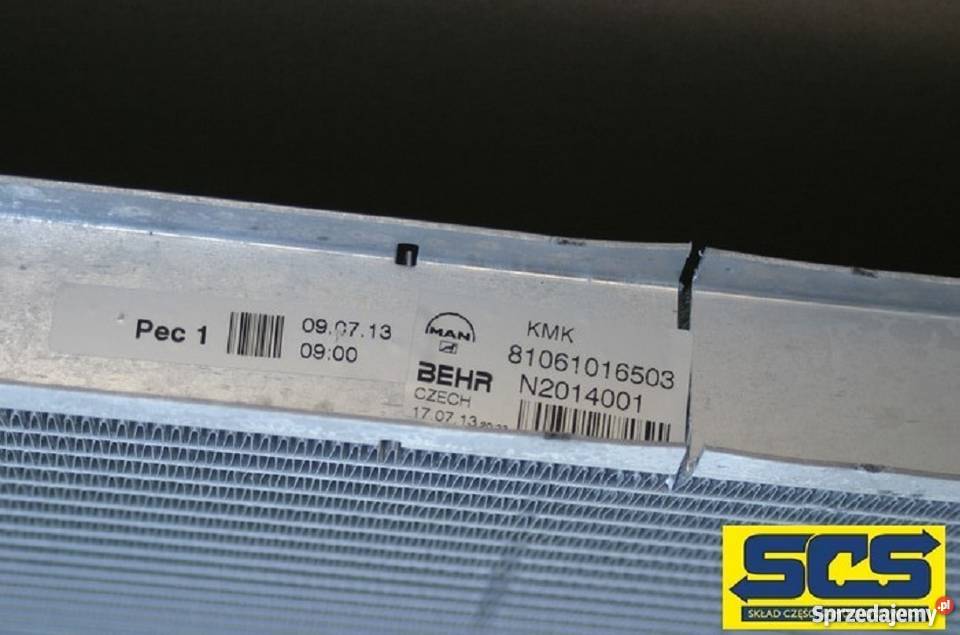 Pec 1
09.07.13
09:00
MAN
KMK
81061016503
BEHR
N2014001
CZECH
17.07.13
SCS
SKŁAD CZĘŚC
Sprzedajemy.pl